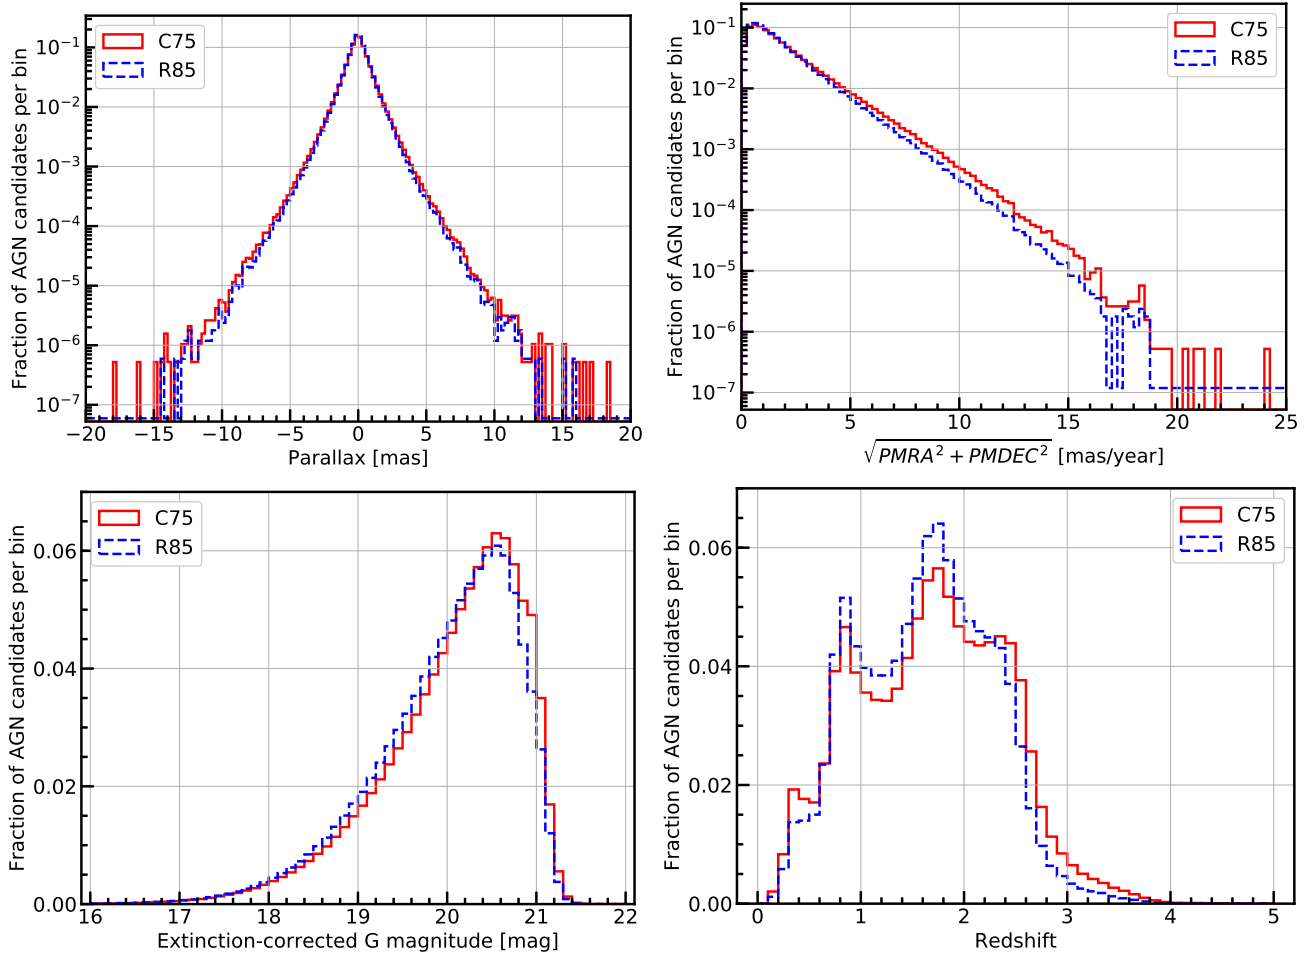 C75
R85
10⁻¹
10⁻²
10⁻³
10⁻⁴
10⁻⁵
10⁻⁶
10⁻⁷
Fraction of AGN candidates per bin
−20 −15 −10 −5 0 5 10 15 20
Parallax [mas]
C75
R85
10⁻¹
10⁻²
10⁻³
10⁻⁴
10⁻⁵
10⁻⁶
10⁻⁷
Fraction of AGN candidates per bin
0 5 10 15 20 25
√PMRA² + PMDEC² [mas/year]
C75
R85
0.06
0.04
0.02
0.00
Fraction of AGN candidates per bin
16 17 18 19 20 21 22
Extinction-corrected G magnitude [mag]
C75
R85
0.06
0.04
0.02
0.00
Fraction of AGN candidates per bin
0 1 2 3 4 5
Redshift